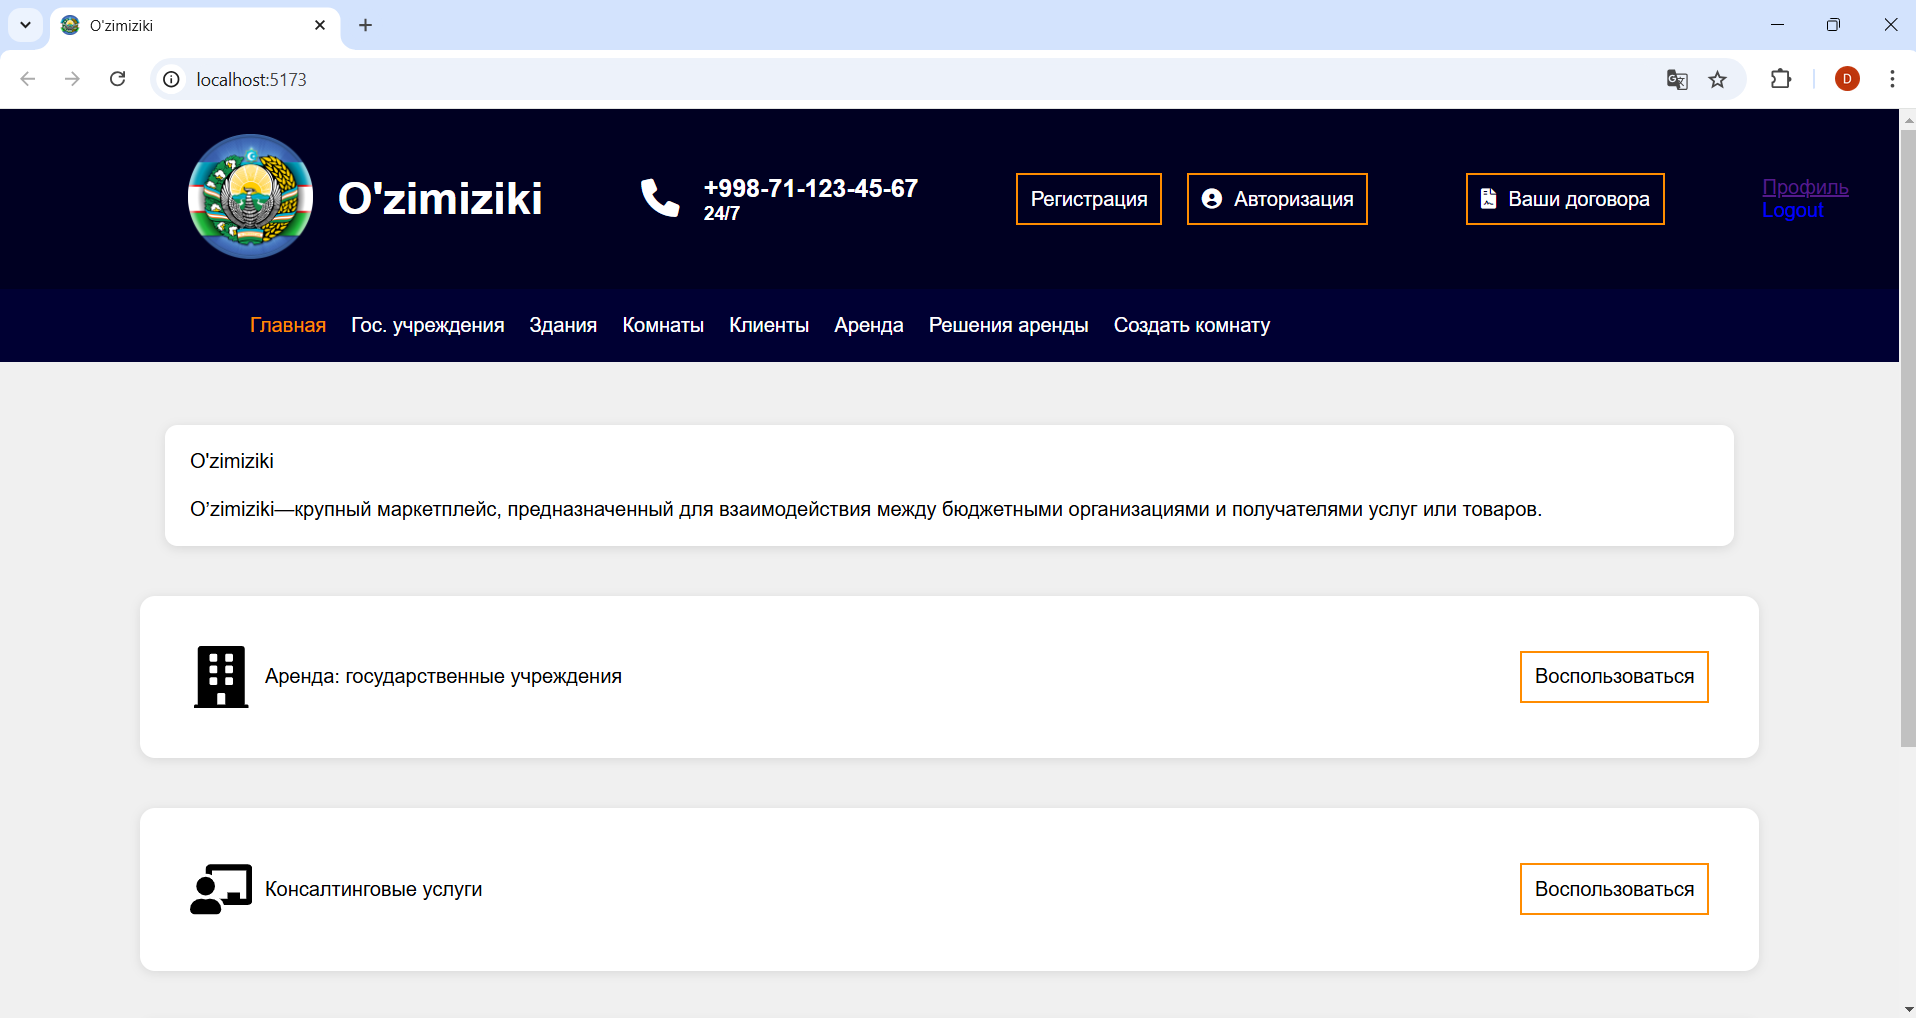 O'zimiziki
localhost:5173
D
O'zimiziki
+998-71-123-45-67
24/7
Регистрация
Авторизация
Ваши договора
Профиль
Logout
Главная Гос. учреждения Здания Комнаты Клиенты Аренда Решения аренды Создать комнату
O'zimiziki
O’zimiziki—крупный маркетплейс, предназначенный для взаимодействия между бюджетными организациями и получателями услуг или товаров.
Аренда: государственные учреждения
Воспользоваться
Консалтинговые услуги
Воспользоваться